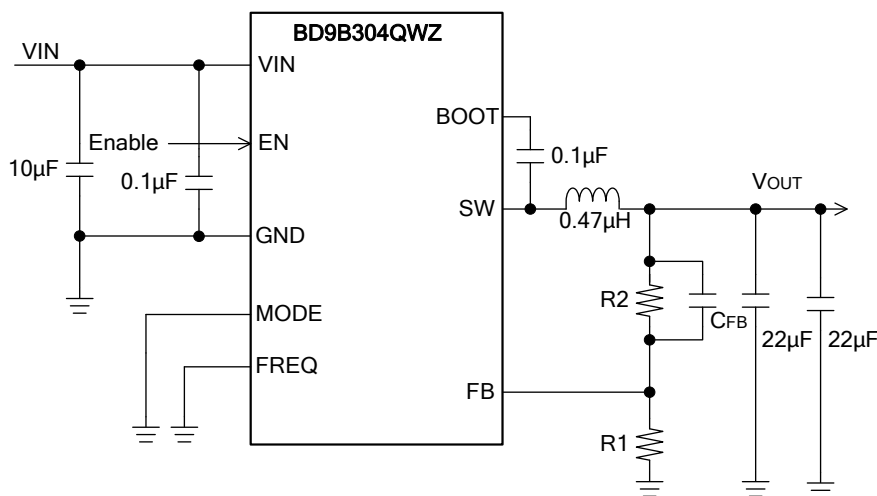 BD9B304QWZ
VIN
VIN
BOOT
Enable
EN
10µF
0.1µF
0.1µF
SW
0.47µH
VOUT
GND
MODE
FREQ
R2
CFB
22µF
22µF
FB
R1